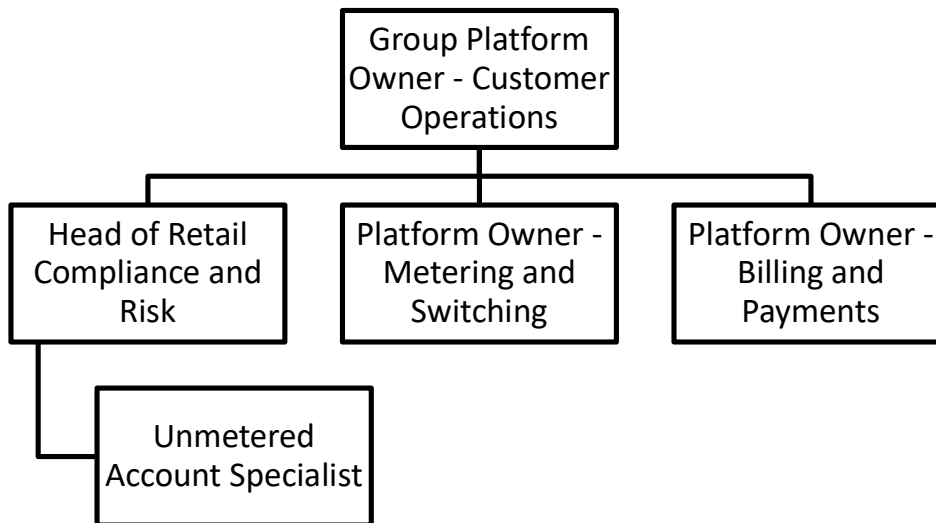 Group Platform
Owner - Customer
Operations
Head of Retail
Compliance and
Risk
Platform Owner -
Metering and
Switching
Platform Owner -
Billing and
Payments
Unmetered
Account Specialist